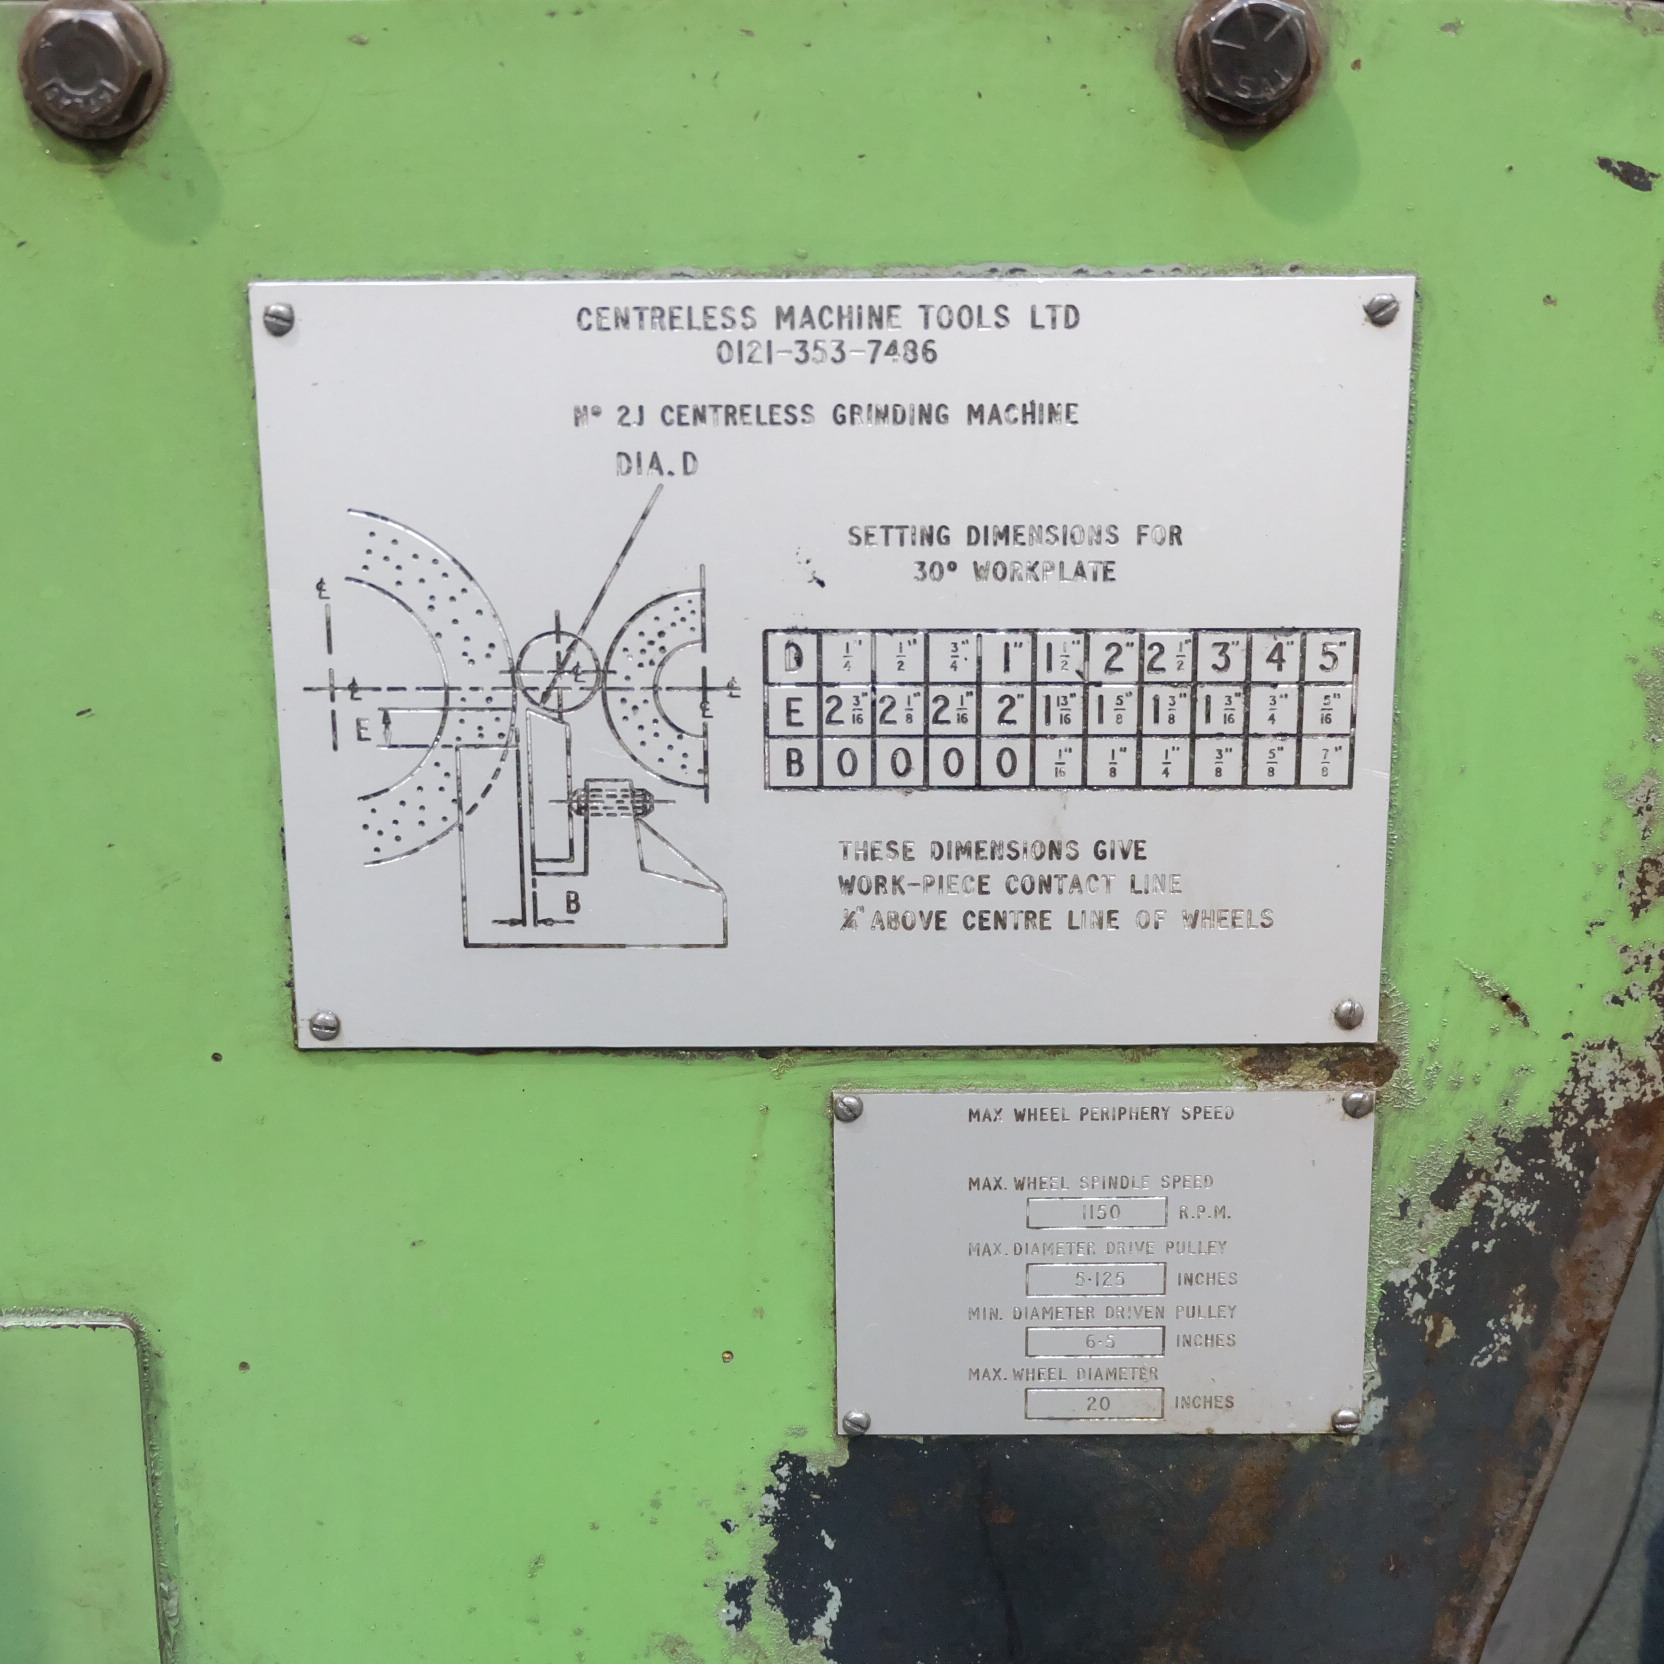 CENTRELESS MACHINE TOOLS LTD
0121-353-7486
Nº 2J CENTRELESS GRINDING MACHINE
DIA. D
SETTING DIMENSIONS FOR
30° WORKPLATE
D 1/4" 1/2" 3/4" 1" 1 1/2" 2" 2 1/2" 3" 4" 5"
E 2 3/16" 2 1/8" 2 1/16" 2" 1 13/16" 1 5/8" 1 3/8" 1 3/16" 3/4" 5/16"
B 0 0 0 0 1/16" 1/8" 1/4" 3/8" 5/8" 7/8"
℄
℄
℄
℄
℄
E
B
THESE DIMENSIONS GIVE
WORK-PIECE CONTACT LINE
1/4" ABOVE CENTRE LINE OF WHEELS
MAX WHEEL PERIPHERY SPEED
MAX. WHEEL SPINDLE SPEED
1150 R.P.M.
MAX. DIAMETER DRIVE PULLEY
5·125 INCHES
MIN. DIAMETER DRIVEN PULLEY
6·5 INCHES
MAX. WHEEL DIAMETER
20 INCHES